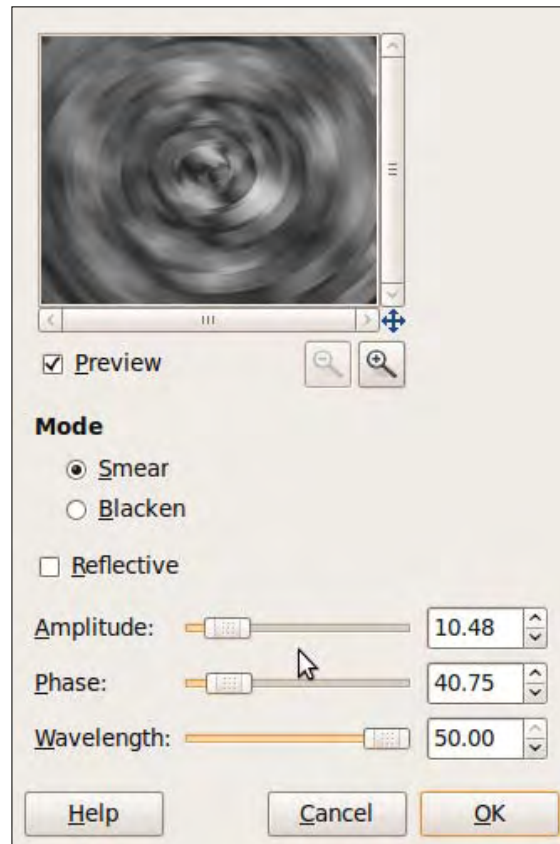 Preview
Mode
Smear
Blacken
Reflective
Amplitude: 10.48
Phase: 40.75
Wavelength: 50.00
Help Cancel OK